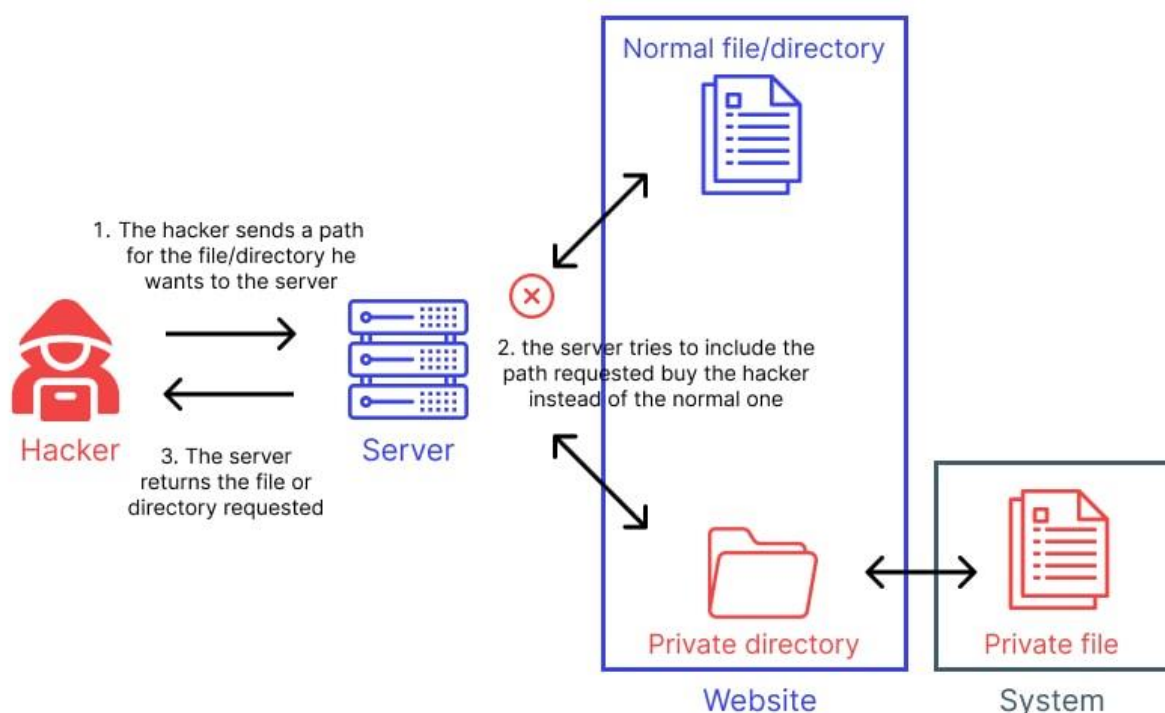 Normal file/directory
1. The hacker sends a path
for the file/directory he
wants to the server
2. the server tries to include the
path requested buy the hacker
instead of the normal one
Hacker
Server
3. The server
returns the file or
directory requested
Private directory
Private file
Website
System